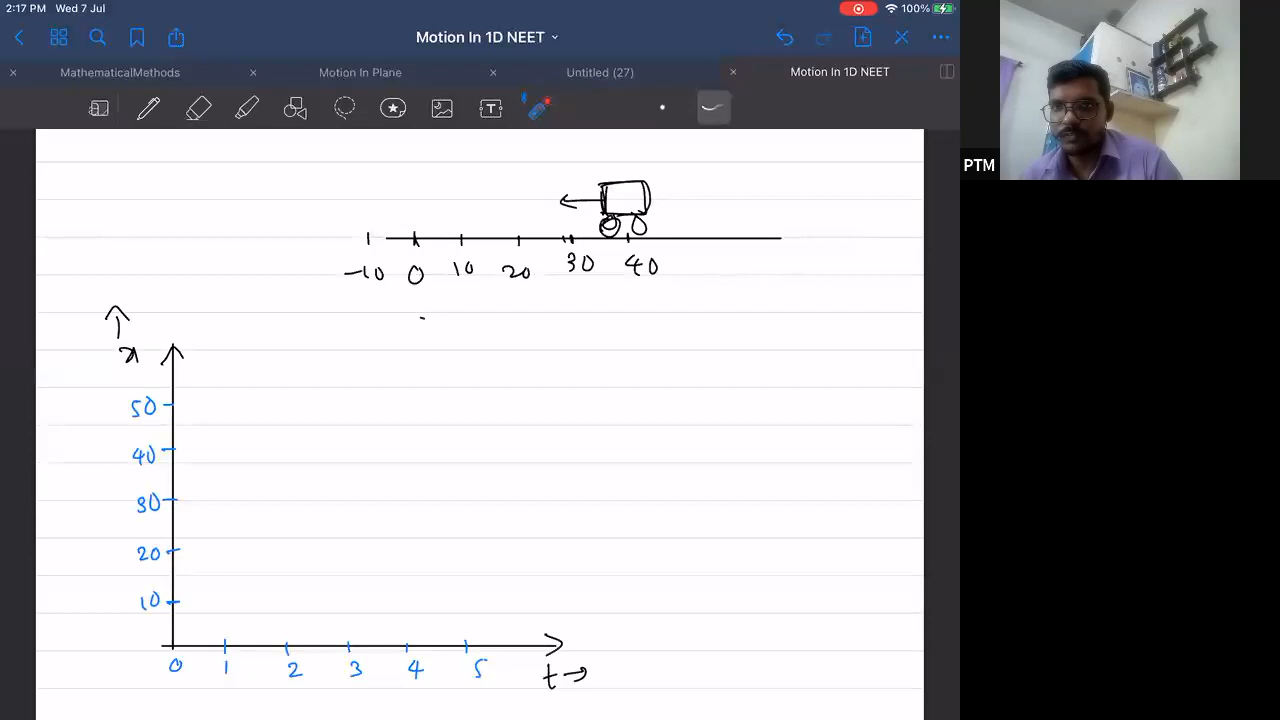 2:17 PM Wed 7 Jul
100%
Motion In 1D NEET
MathematicalMethods
Motion In Plane
Untitled (27)
Motion In 1D NEET
T
PTM
-10 0 10 20 30 40
x
50
40
30
20
10
0 1 2 3 4 5
t →